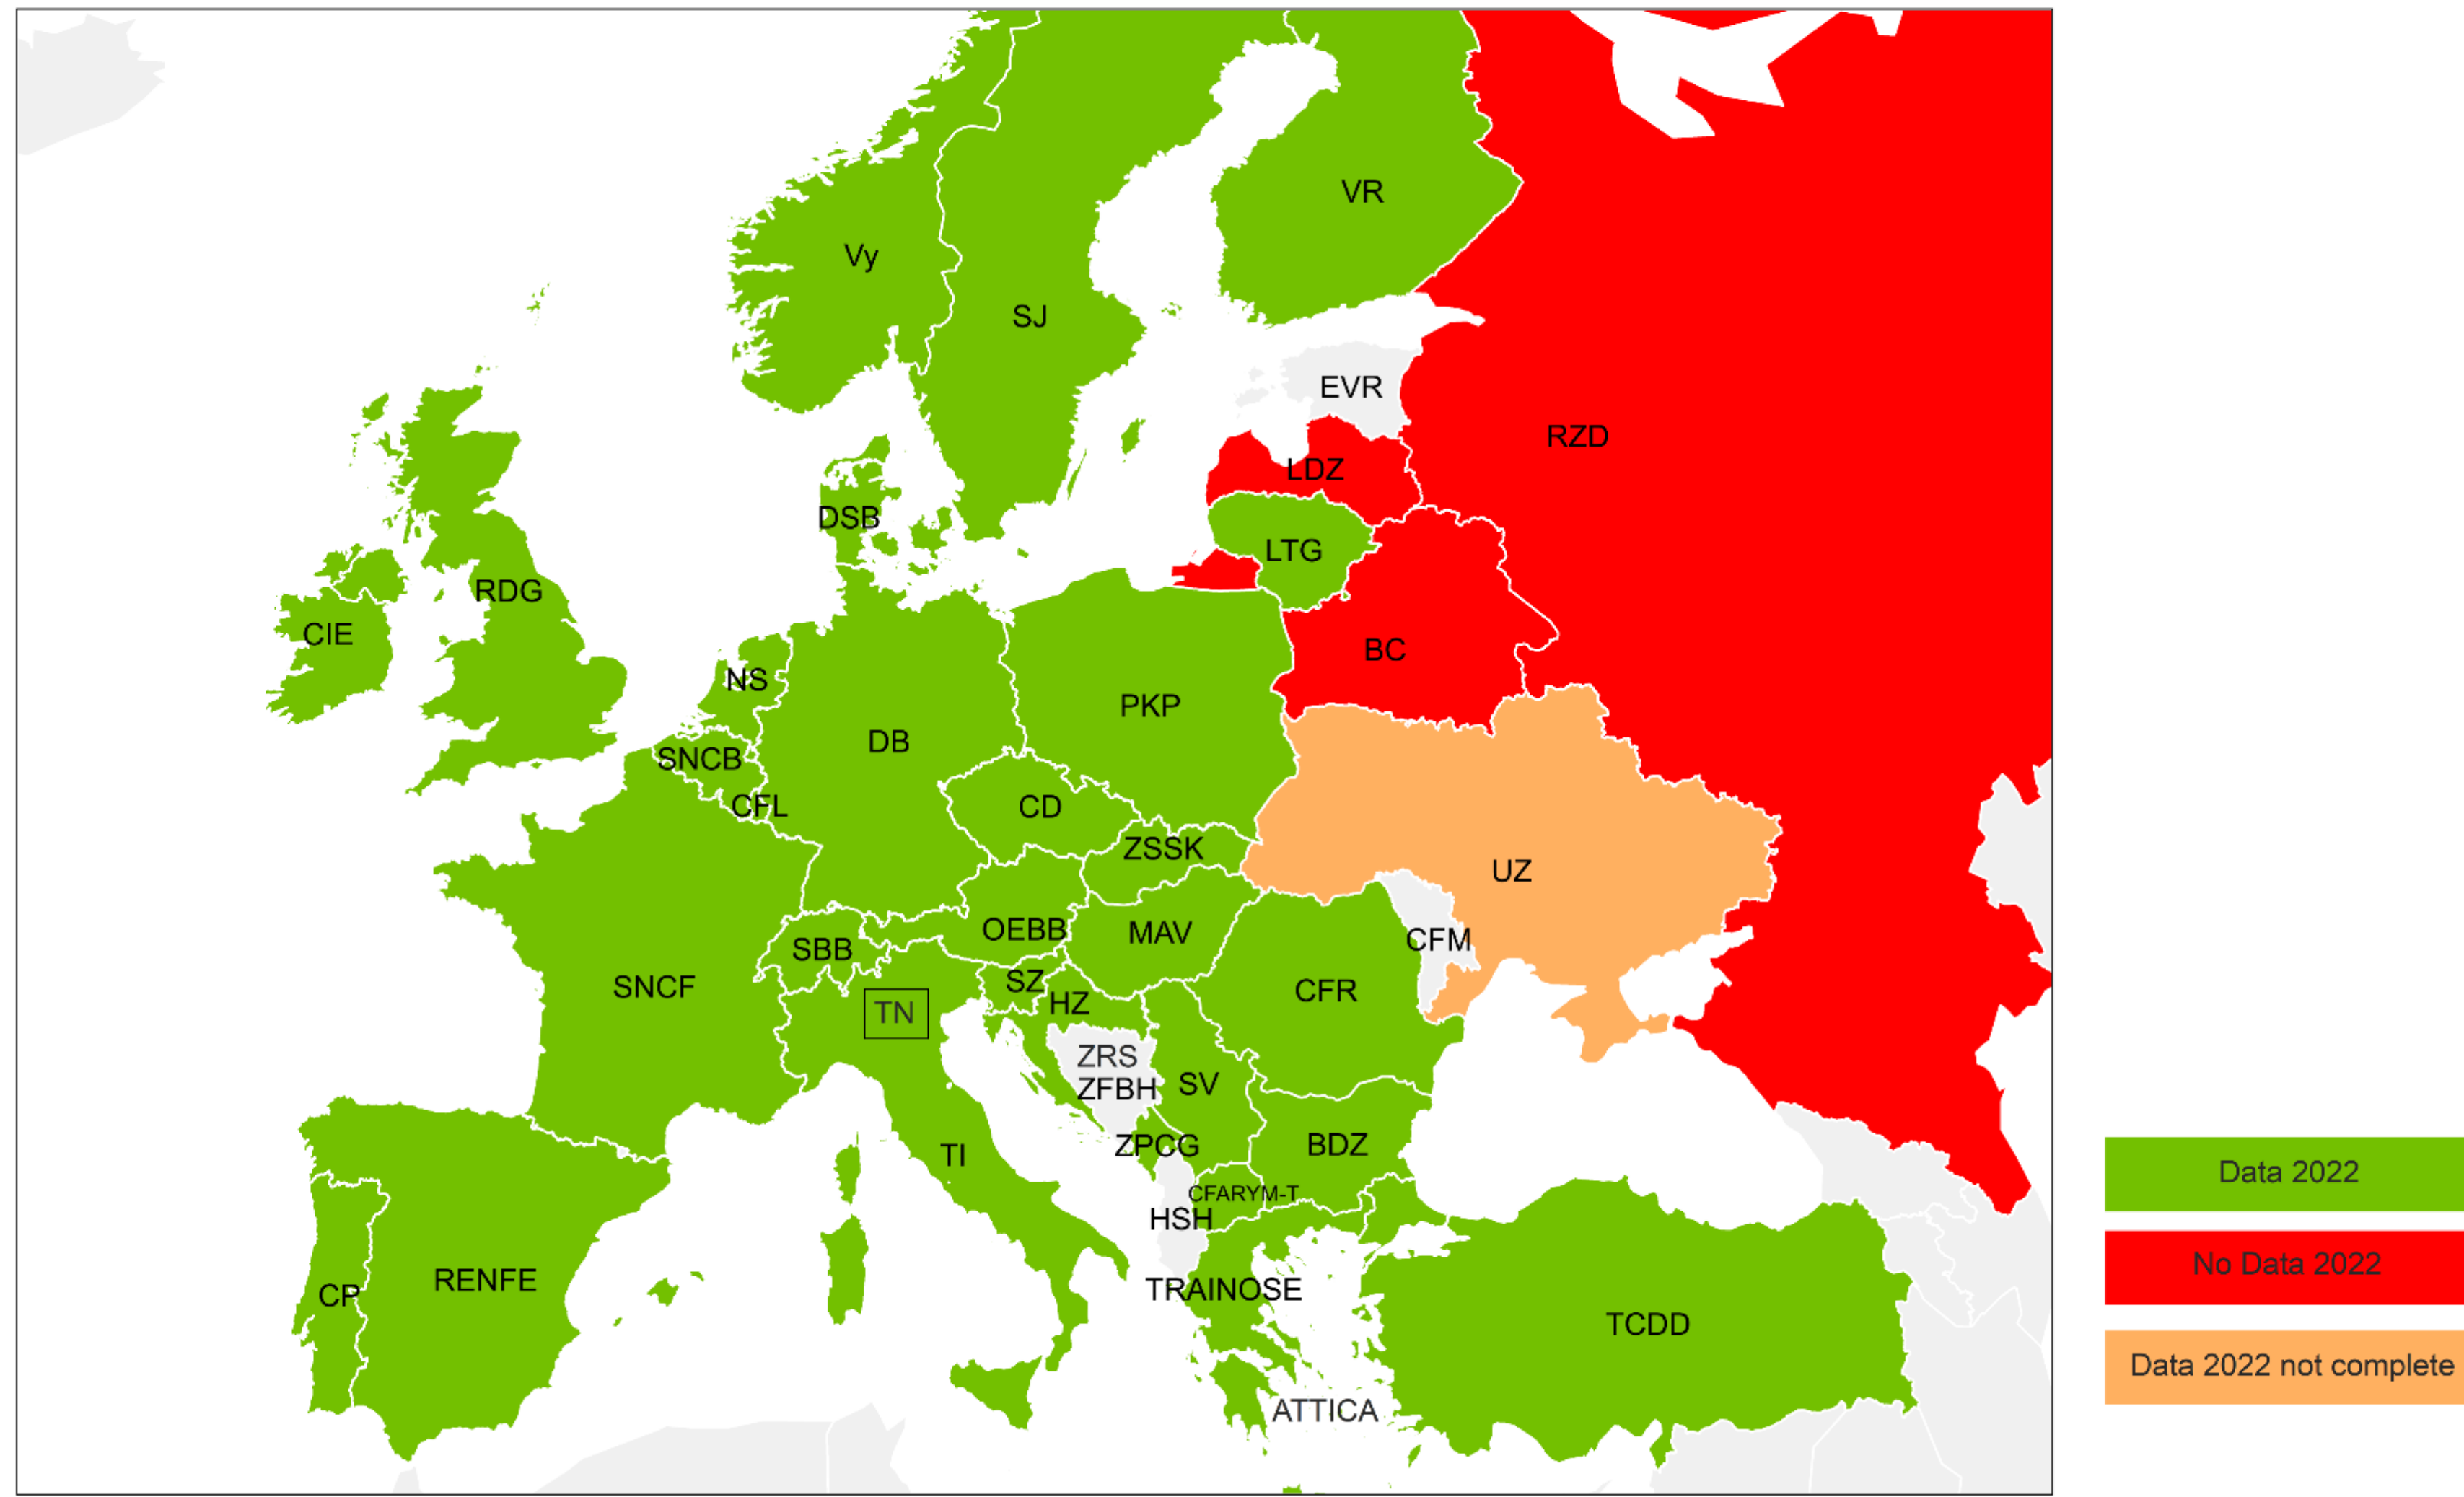 VR
Vy
SJ
EVR
RZD
LDZ
DSB
LTG
RDG
CIE
BC
NS
PKP
DB
SNCB
CFL
CD
ZSSK
UZ
OEBB
MAV
CFM
SBB
SZ
SNCF
CFR
HZ
TN
ZRS
SV
ZFBH
ZPCG
BDZ
TI
Data 2022
CFARYM-T
HSH
No Data 2022
RENFE
TRAINOSE
CP
TCDD
Data 2022 not complete
ATTICA